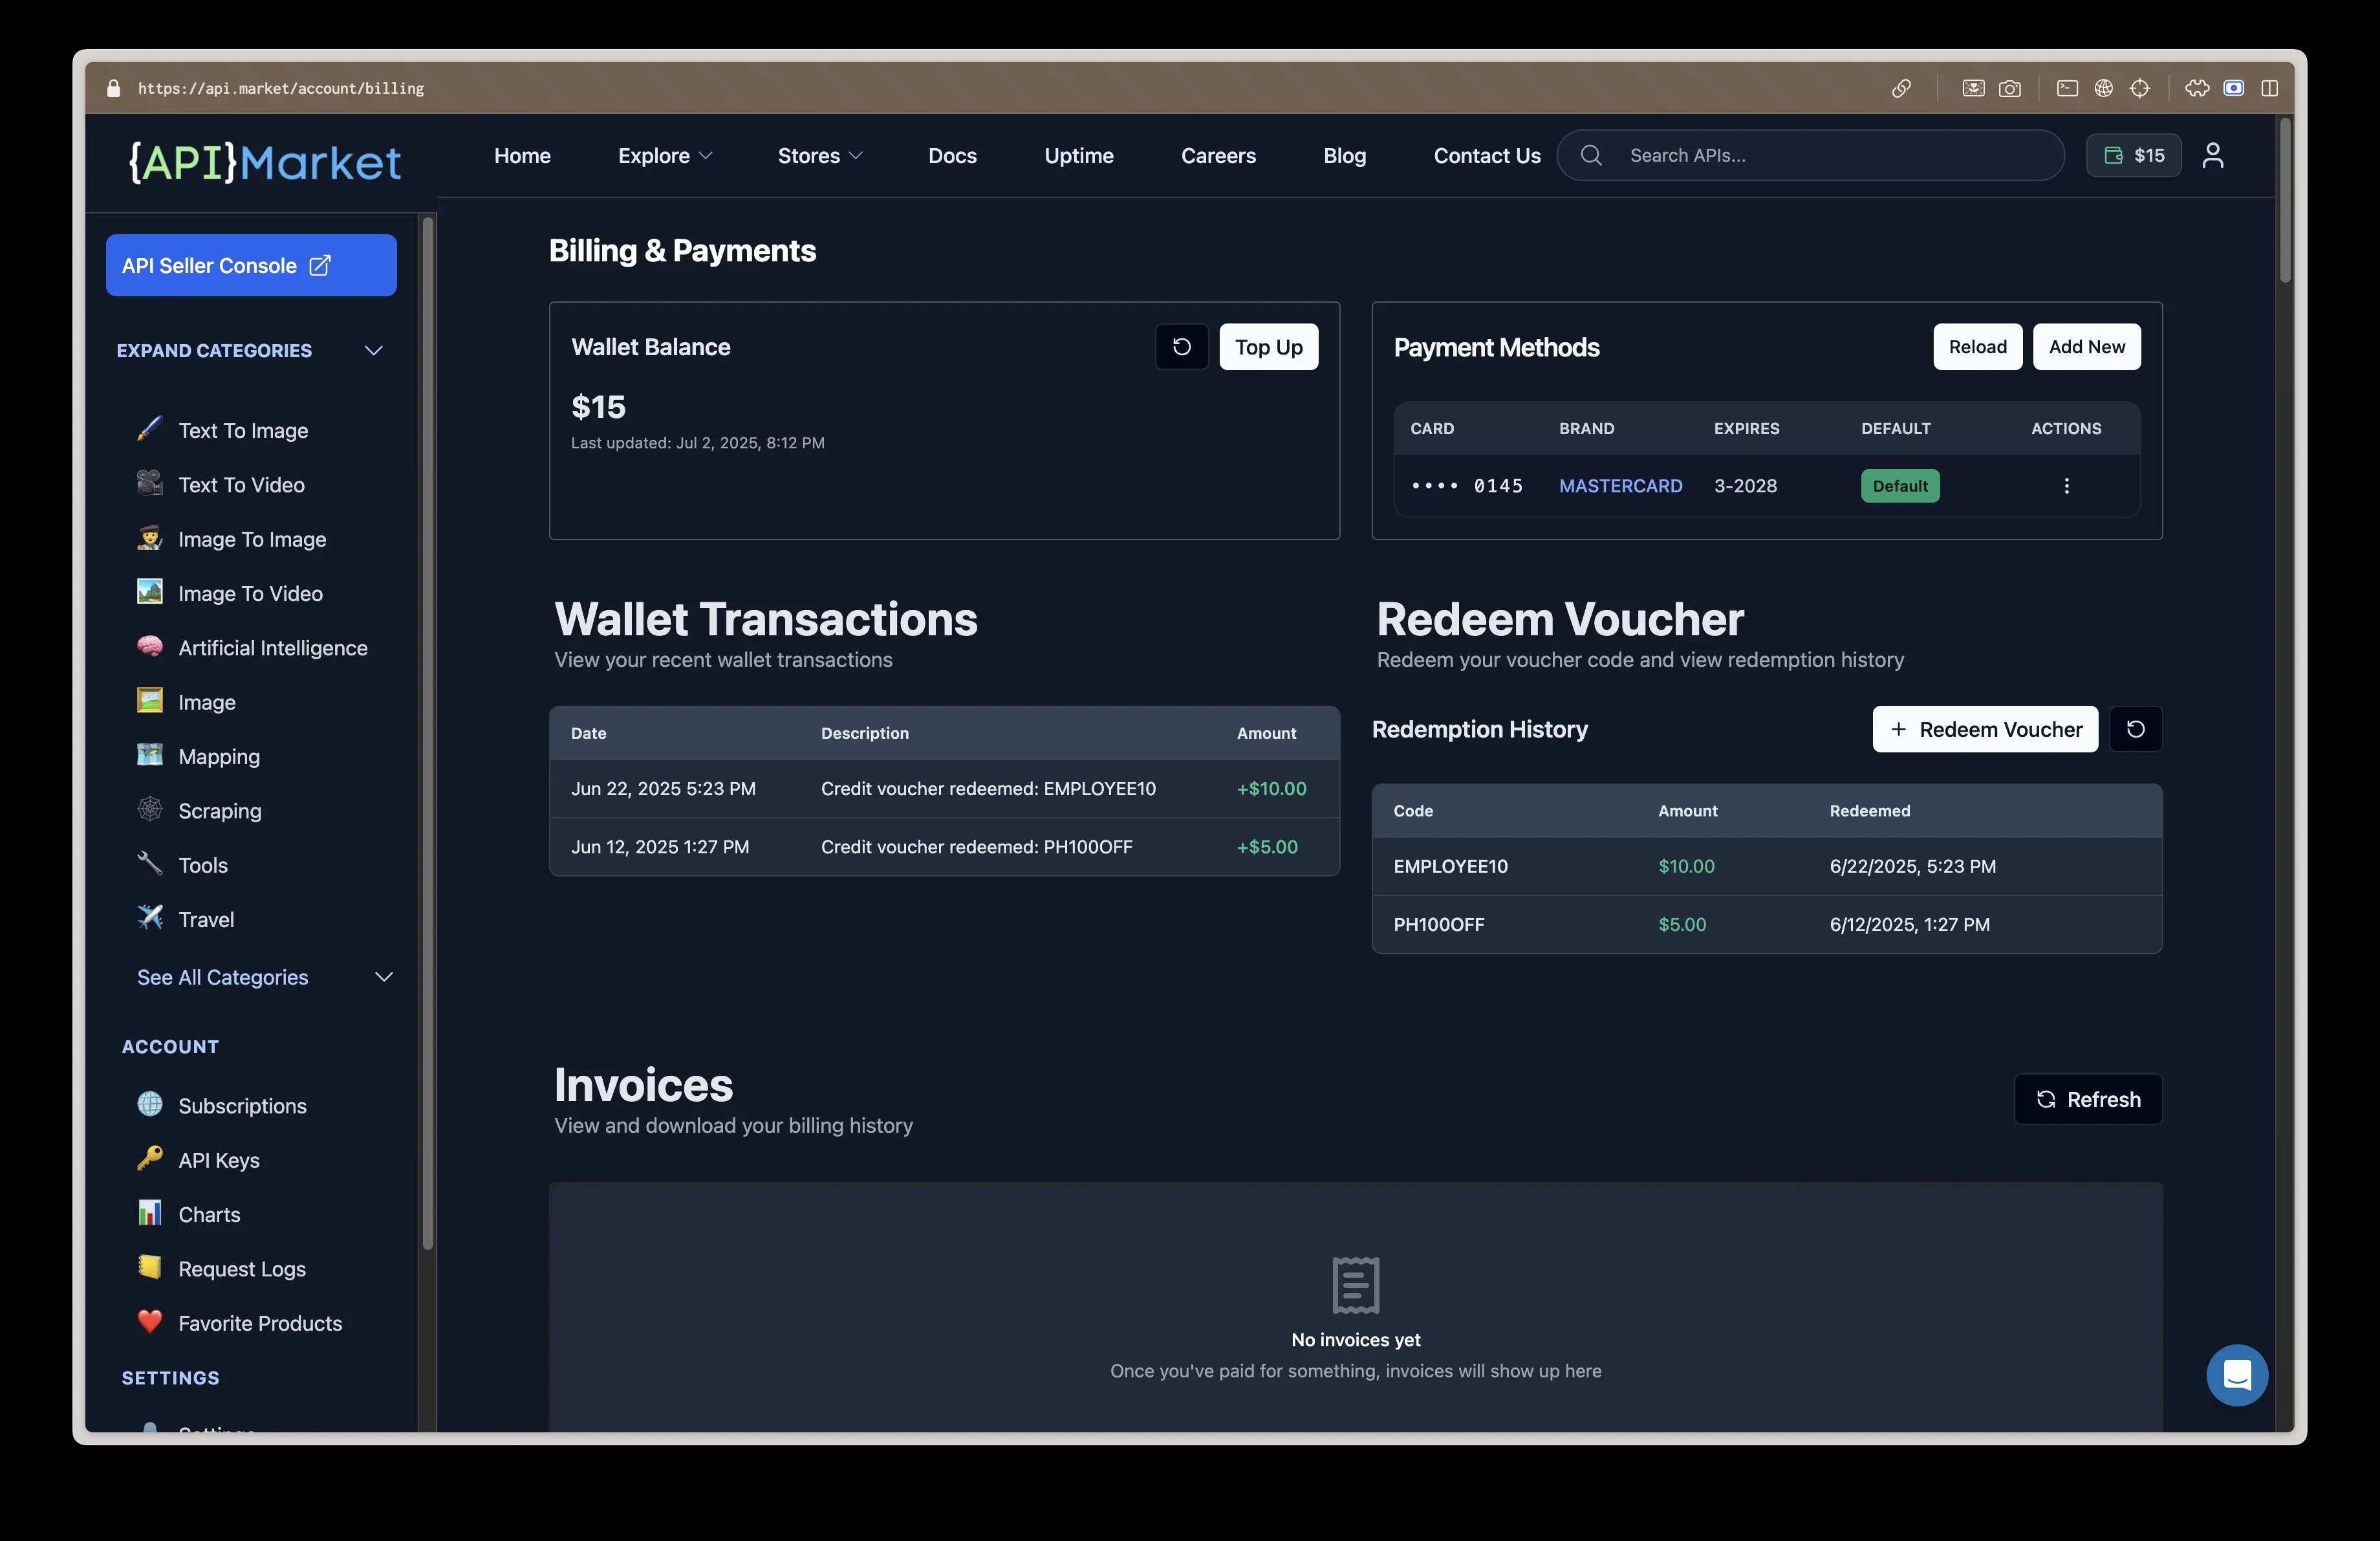 https://api.market/account/billing
{API}Market
Home
Explore
Stores
Docs
Uptime
Careers
Blog
Contact Us
Search APIs...
$15
API Seller Console
EXPAND CATEGORIES
Text To Image
Text To Video
Image To Image
Image To Video
Artificial Intelligence
Image
Mapping
Scraping
Tools
Travel
See All Categories
ACCOUNT
Subscriptions
API Keys
Charts
Request Logs
Favorite Products
SETTINGS
Settings
Billing & Payments
Wallet Balance
Top Up
$15
Last updated: Jul 2, 2025, 8:12 PM
Payment Methods
Reload
Add New
CARD BRAND EXPIRES DEFAULT ACTIONS
•••• 0145 MASTERCARD 3-2028 Default
Wallet Transactions
View your recent wallet transactions
Date Description Amount
Jun 22, 2025 5:23 PM Credit voucher redeemed: EMPLOYEE10 +$10.00
Jun 12, 2025 1:27 PM Credit voucher redeemed: PH100OFF +$5.00
Redeem Voucher
Redeem your voucher code and view redemption history
Redemption History
+ Redeem Voucher
Code Amount Redeemed
EMPLOYEE10 $10.00 6/22/2025, 5:23 PM
PH100OFF $5.00 6/12/2025, 1:27 PM
Invoices
View and download your billing history
Refresh
No invoices yet
Once you've paid for something, invoices will show up here